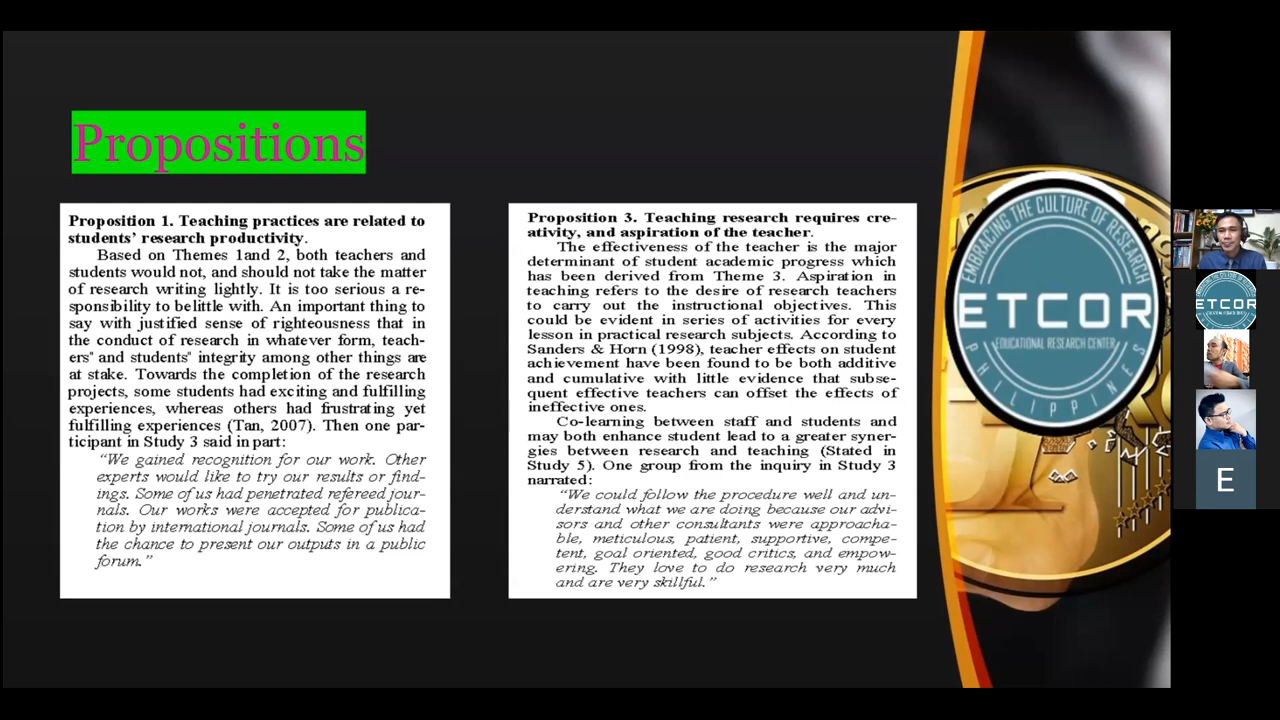 Propositions
Proposition 1. Teaching practices are related to
students’ research productivity.
Based on Themes 1and 2, both teachers and
students would not, and should not take the matter
of research writing lightly. It is too serious a re-
sponsibility to belittle with. An important thing to
say with justified sense of righteousness that in
the conduct of research in whatever form, teach-
ers" and students" integrity among other things are
at stake. Towards the completion of the research
projects, some students had exciting and fulfilling
experiences, whereas others had frustrating yet
fulfilling experiences (Tan, 2007). Then one par-
ticipant in Study 3 said in part:
“We gained recognition for our work. Other
experts would like to try our results or find-
ings. Some of us had penetrated refereed jour-
nals. Our works were accepted for publica-
tion by international journals. Some of us had
the chance to present our outputs in a public
forum.”
Proposition 3. Teaching research requires cre-
ativity, and aspiration of the teacher.
The effectiveness of the teacher is the major
determinant of student academic progress which
has been derived from Theme 3. Aspiration in
teaching refers to the desire of research teachers
to carry out the instructional objectives. This
could be evident in series of activities for every
lesson in practical research subjects. According to
Sanders & Horn (1998), teacher effects on student
achievement have been found to be both additive
and cumulative with little evidence that subse-
quent effective teachers can offset the effects of
ineffective ones.
Co-learning between staff and students and
may both enhance student lead to a greater syner-
gies between research and teaching (Stated in
Study 5). One group from the inquiry in Study 3
narrated:
“We could follow the procedure well and un-
derstand what we are doing because our advi-
sors and other consultants were approacha-
ble, meticulous, patient, supportive, compe-
tent, goal oriented, good critics, and empow-
ering. They love to do research very much
and are very skillful.”
EMBRACING THE CULTURE OF RESEARCH
ETCOR
EDUCATIONAL RESEARCH CENTER
PHILIPPINES
ETCOR
E